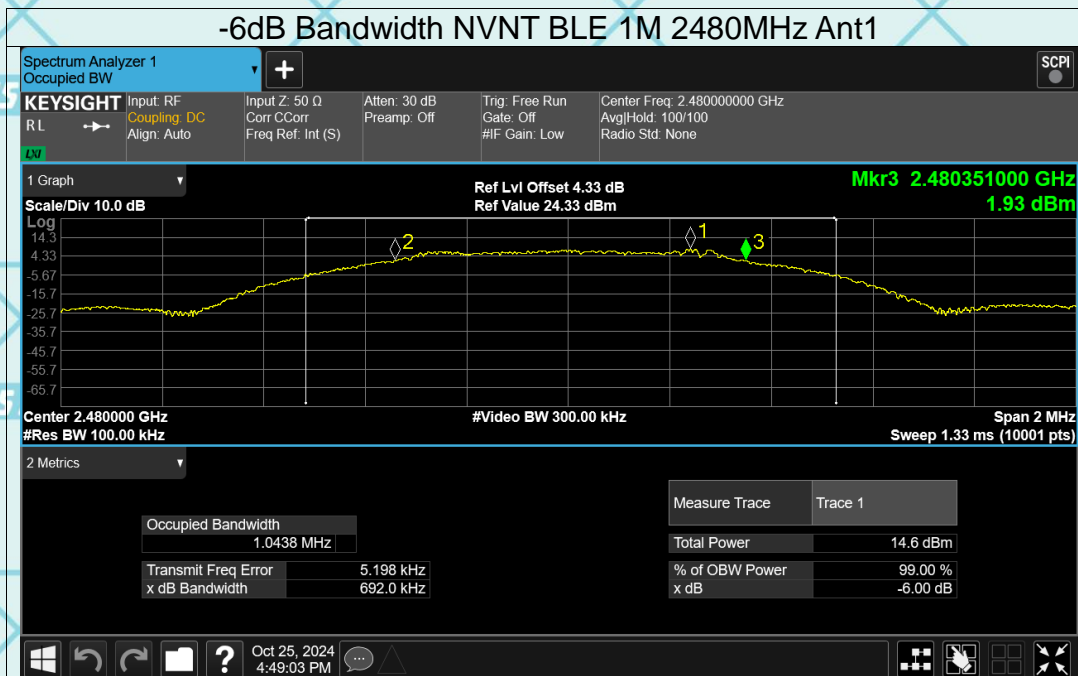 -6dB Bandwidth NVNT BLE 1M 2480MHz Ant1
Spectrum Analyzer 1
Occupied BW
SCPI
KEYSIGHT
R L
LXI
Input: RF
Coupling: DC
Align: Auto
Input Z: 50 Ω
Corr CCorr
Freq Ref: Int (S)
Atten: 30 dB
Preamp: Off
Trig: Free Run
Gate: Off
#IF Gain: Low
Center Freq: 2.480000000 GHz
Avg|Hold: 100/100
Radio Std: None
1 Graph
Scale/Div 10.0 dB
Ref Lvl Offset 4.33 dB
Ref Value 24.33 dBm
Mkr3 2.480351000 GHz
1.93 dBm
Log
14.3
4.33
-5.67
-15.7
-25.7
-35.7
-45.7
-55.7
-65.7
2
1
3
Center 2.480000 GHz
#Res BW 100.00 kHz
#Video BW 300.00 kHz
Span 2 MHz
Sweep 1.33 ms (10001 pts)
2 Metrics
Occupied Bandwidth
1.0438 MHz
Transmit Freq Error 5.198 kHz
x dB Bandwidth 692.0 kHz
Measure Trace Trace 1
Total Power 14.6 dBm
% of OBW Power 99.00 %
x dB -6.00 dB
Oct 25, 2024
4:49:03 PM